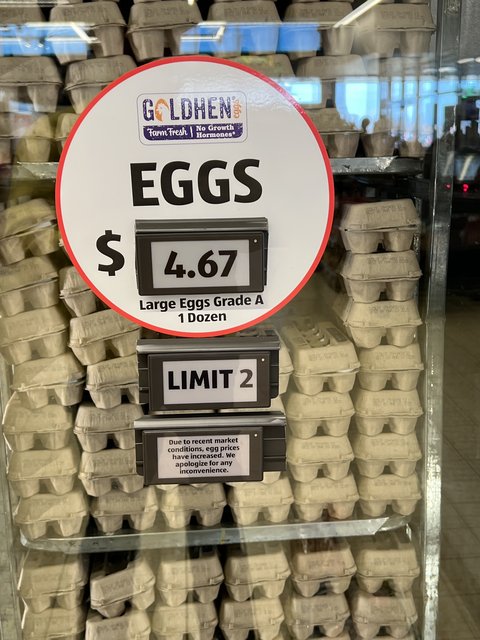 GOLDHEN
Farm Fresh | No Growth
Hormones*
EGGS
$ 4.67
Large Eggs Grade A
1 Dozen
LIMIT 2
Due to recent market
conditions, egg prices
have increased. We
apologize for any
inconvenience.